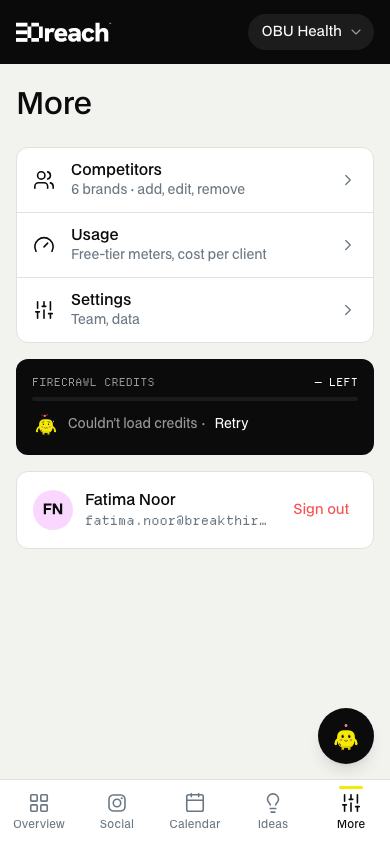 reach
OBU Health
More
Competitors
6 brands · add, edit, remove
Usage
Free-tier meters, cost per client
Settings
Team, data
FIRECRAWL CREDITS
— LEFT
Couldn't load credits · Retry
FN
Fatima Noor
fatima.noor@breakthir…
Sign out
Overview
Social
Calendar
Ideas
More